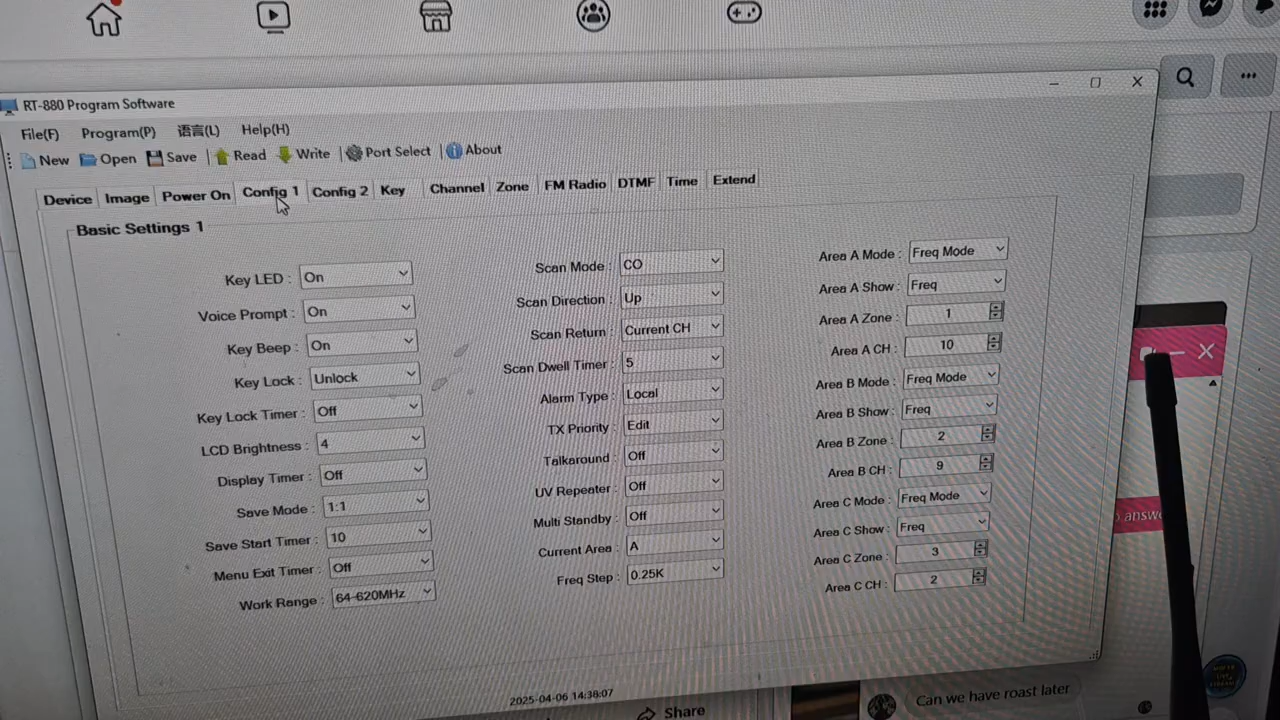 RT-880 Program Software
File(F) Program(P) 语言(L) Help(H)
New Open Save Read Write Port Select About
Device Image Power On Config 1 Config 2 Key Channel Zone FM Radio DTMF Time Extend
Basic Settings 1
Key LED : On
Voice Prompt : On
Key Beep : On
Key Lock : Unlock
Key Lock Timer : Off
LCD Brightness : 4
Display Timer : Off
Save Mode : 1:1
Save Start Timer : 10
Menu Exit Timer : Off
Work Range : 64-620MHz
Scan Mode : CO
Scan Direction : Up
Scan Return : Current CH
Scan Dwell Timer : 5
Alarm Type : Local
TX Priority : Edit
Talkaround : Off
UV Repeater : Off
Multi Standby : Off
Current Area : A
Freq Step : 0.25K
Area A Mode : Freq Mode
Area A Show : Freq
Area A Zone : 1
Area A CH : 10
Area B Mode : Freq Mode
Area B Show : Freq
Area B Zone : 2
Area B CH : 9
Area C Mode : Freq Mode
Area C Show : Freq
Area C Zone : 3
Area C CH : 2
2025-04-06 14:38:07
answ
Share
Can we have roast later